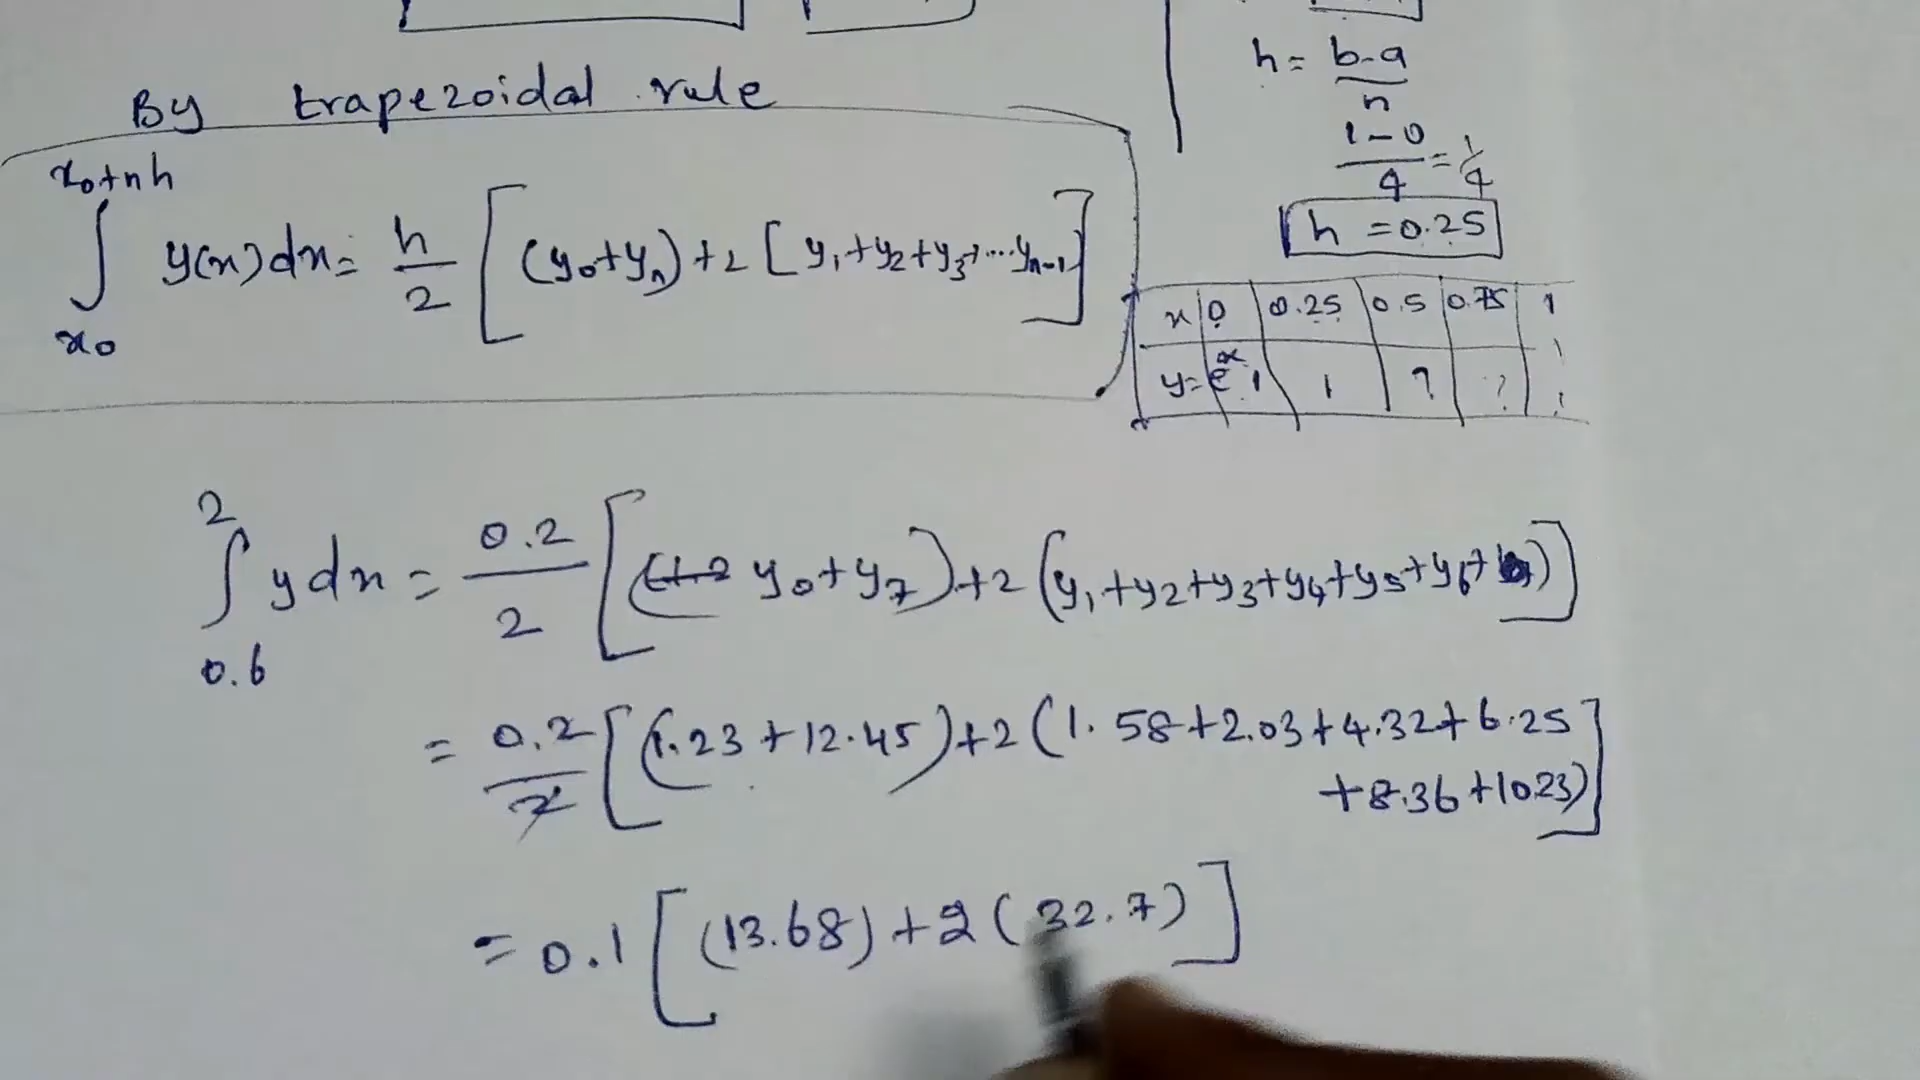 By trapezoidal rule
∫ x₀ x₀+nh y(x)dx = h/2 [(y₀+yₙ)+2[y₁+y₂+y₃+...yₙ₋₁]]
h = b-a/n
1-0/4 = 1/4
h = 0.25
x | 0 | 0.25 | 0.5 | 0.75 | 1
y=eˣ 1 | 1 | ? | ? | !
∫ 0.6 2 y dx = 0.2/2 [(y₀+y₇)+2(y₁+y₂+y₃+y₄+y₅+y₆+)]
= 0.2/2 [(1.23+12.45)+2(1.58+2.03+4.32+6.25
+8.36+10.23)]
= 0.1 [(13.68)+2(32.7)]